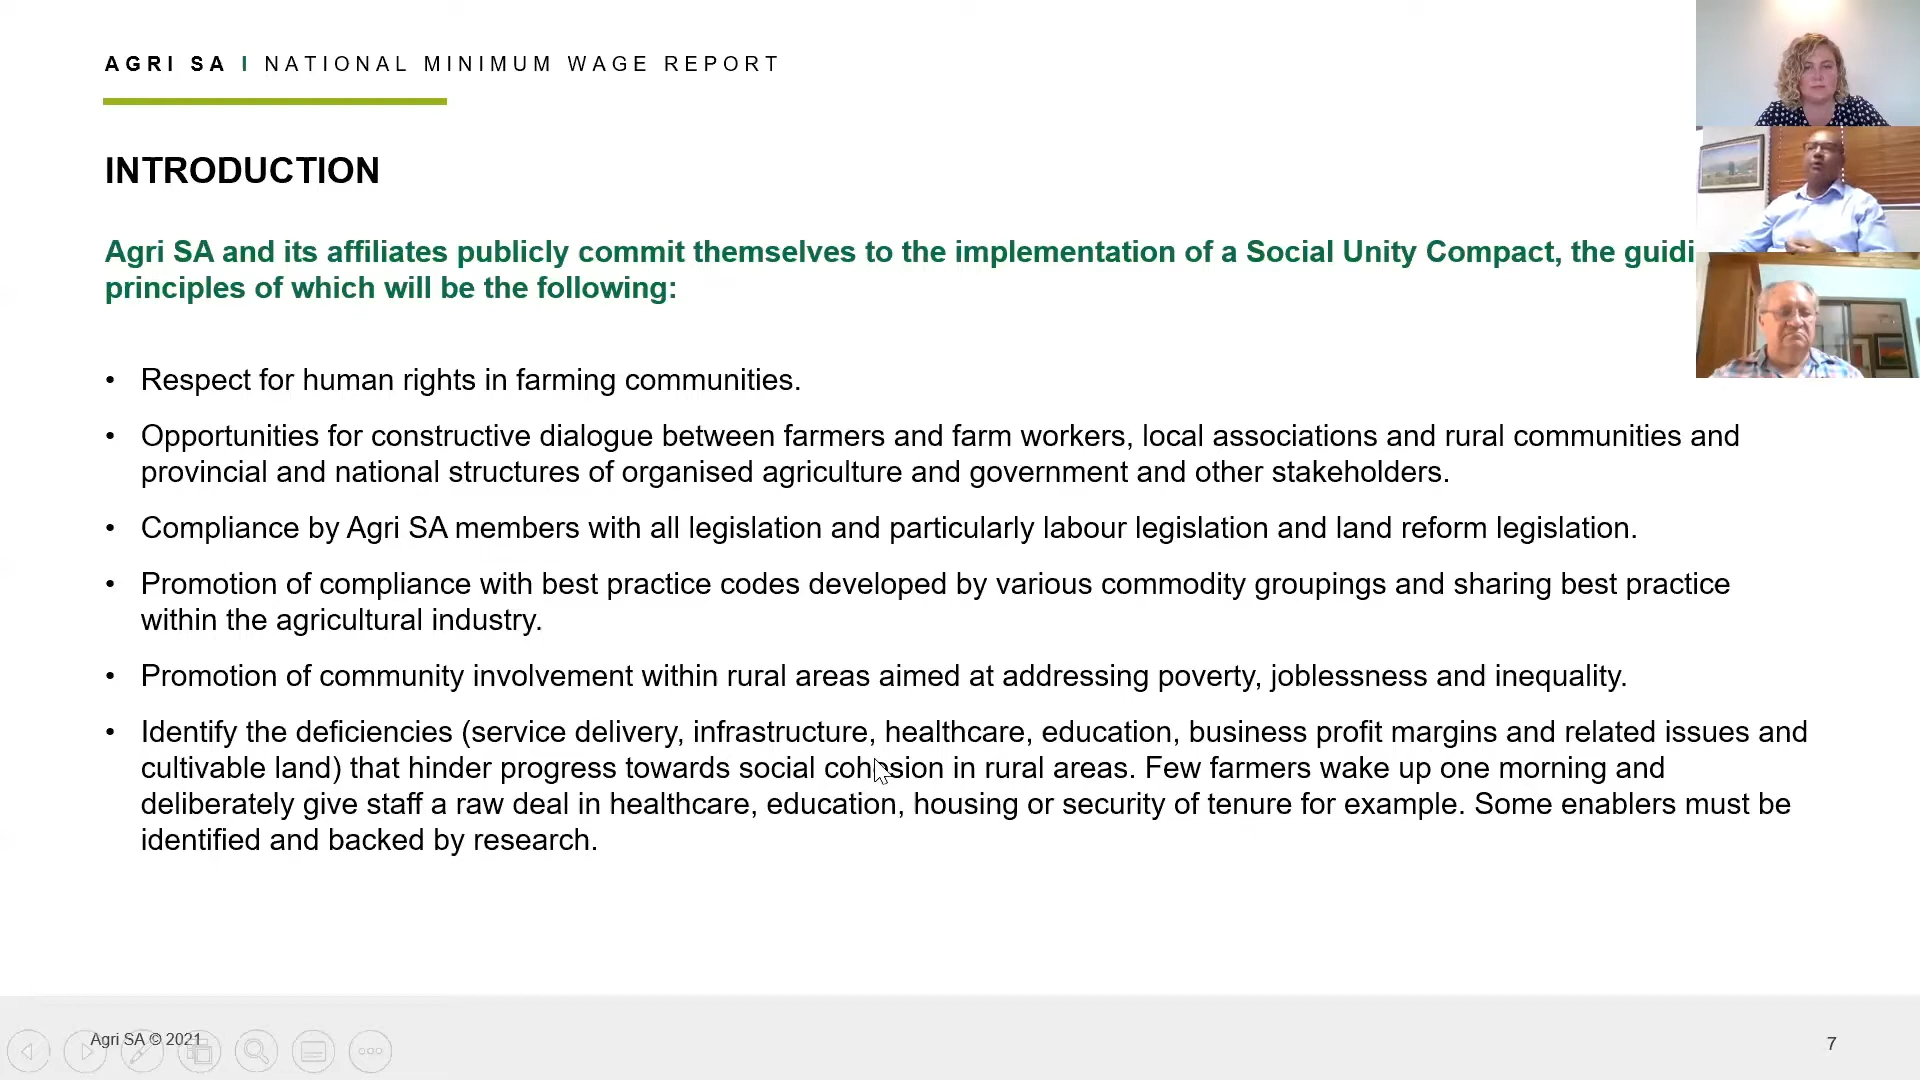 AGRI SA I NATIONAL MINIMUM WAGE REPORT
INTRODUCTION
Agri SA and its affiliates publicly commit themselves to the implementation of a Social Unity Compact, the guidi
principles of which will be the following:
• Respect for human rights in farming communities.
• Opportunities for constructive dialogue between farmers and farm workers, local associations and rural communities and
provincial and national structures of organised agriculture and government and other stakeholders.
• Compliance by Agri SA members with all legislation and particularly labour legislation and land reform legislation.
• Promotion of compliance with best practice codes developed by various commodity groupings and sharing best practice
within the agricultural industry.
• Promotion of community involvement within rural areas aimed at addressing poverty, joblessness and inequality.
• Identify the deficiencies (service delivery, infrastructure, healthcare, education, business profit margins and related issues and
cultivable land) that hinder progress towards social cohesion in rural areas. Few farmers wake up one morning and
deliberately give staff a raw deal in healthcare, education, housing or security of tenure for example. Some enablers must be
identified and backed by research.
Agri SA © 2021
7